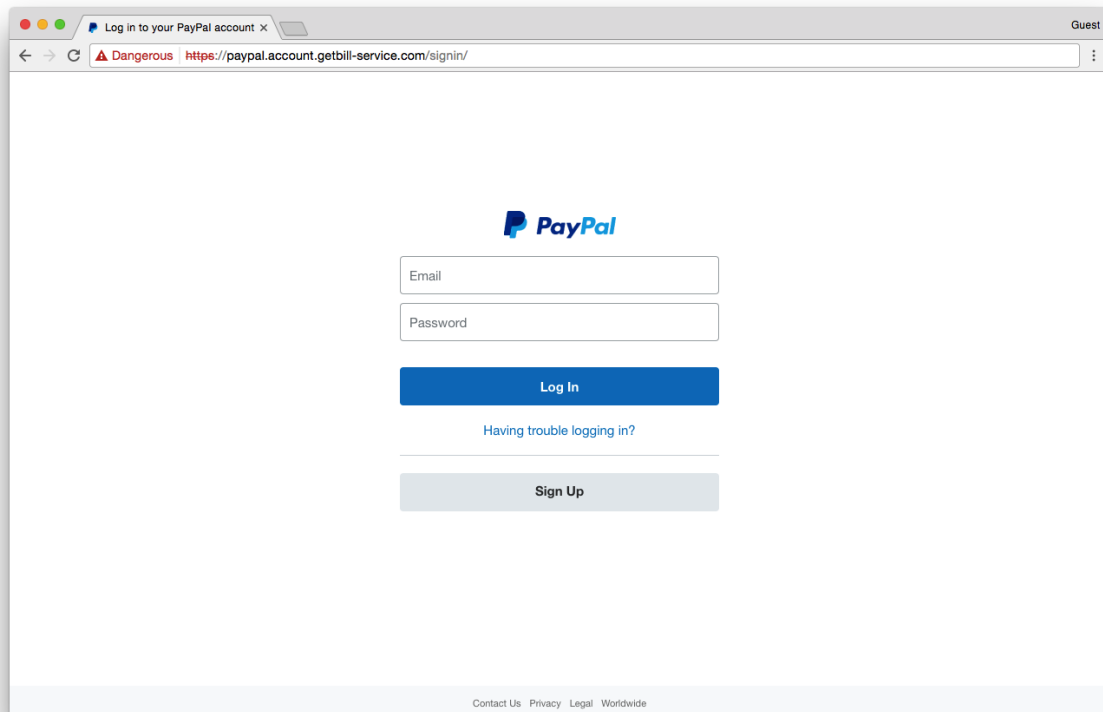 Log in to your PayPal account
Guest
Dangerous https://paypal.account.getbill-service.com/signin/
PayPal
Email
Password
Log In
Having trouble logging in?
Sign Up
Contact Us Privacy Legal Worldwide